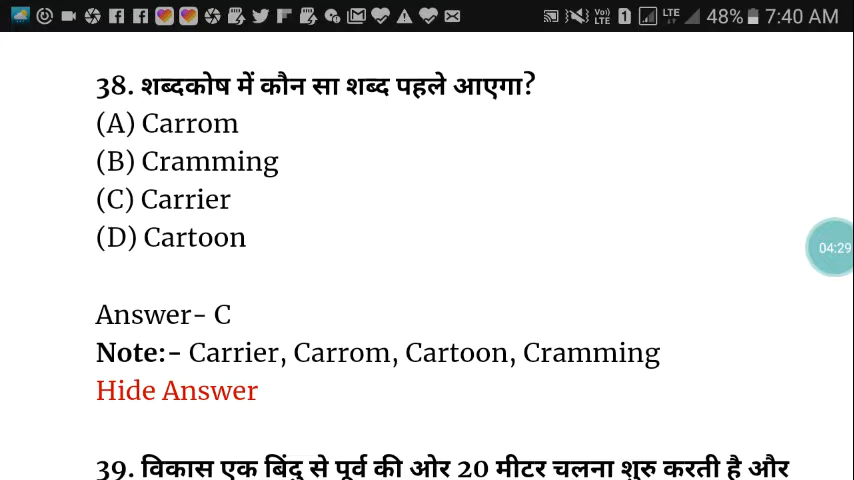 48% 7:40 AM
38. शब्दकोष में कौन सा शब्द पहले आएगा?
(A) Carrom
(B) Cramming
(C) Carrier
(D) Cartoon
04:29
Answer- C
Note:- Carrier, Carrom, Cartoon, Cramming
Hide Answer
39. विकास एक बिंदु से पूर्व की ओर 20 मीटर चलना शुरु करती है और